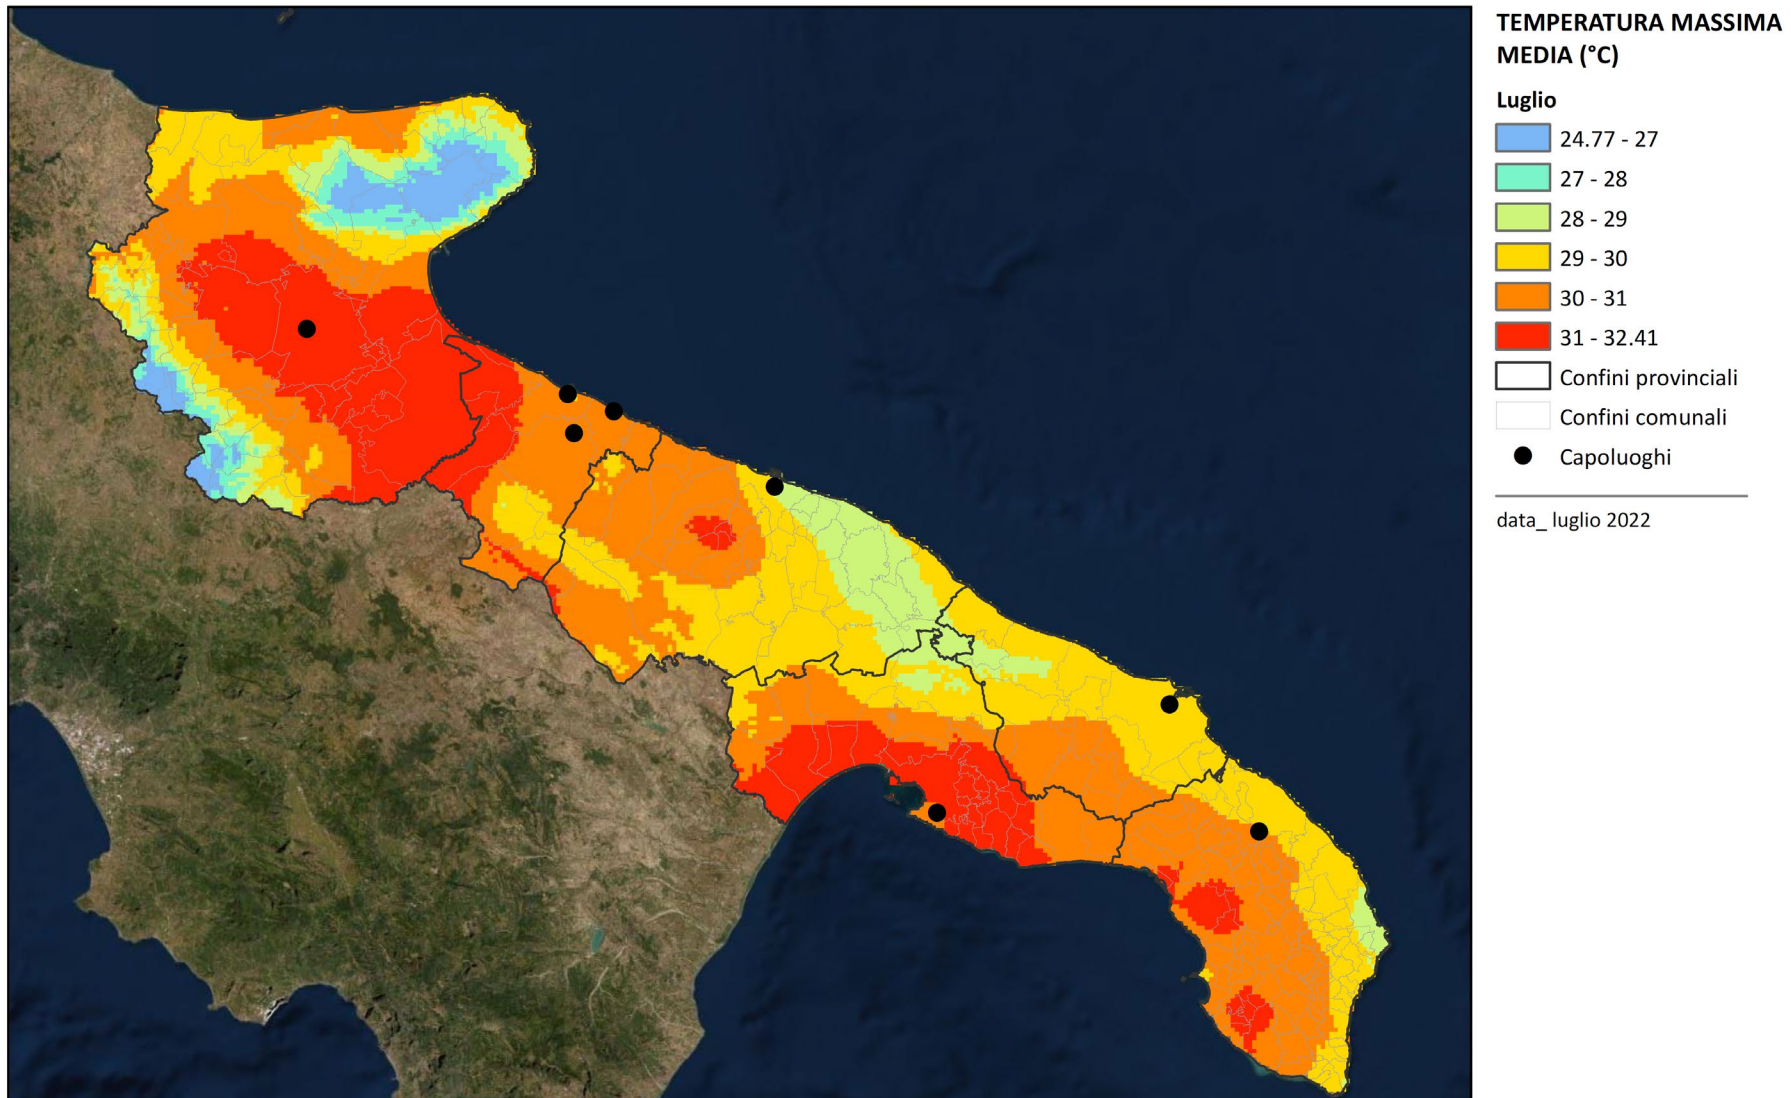 TEMPERATURA MASSIMA
MEDIA (°C)
Luglio
24.77 - 27
27 - 28
28 - 29
29 - 30
30 - 31
31 - 32.41
Confini provinciali
Confini comunali
Capoluoghi
data_ luglio 2022